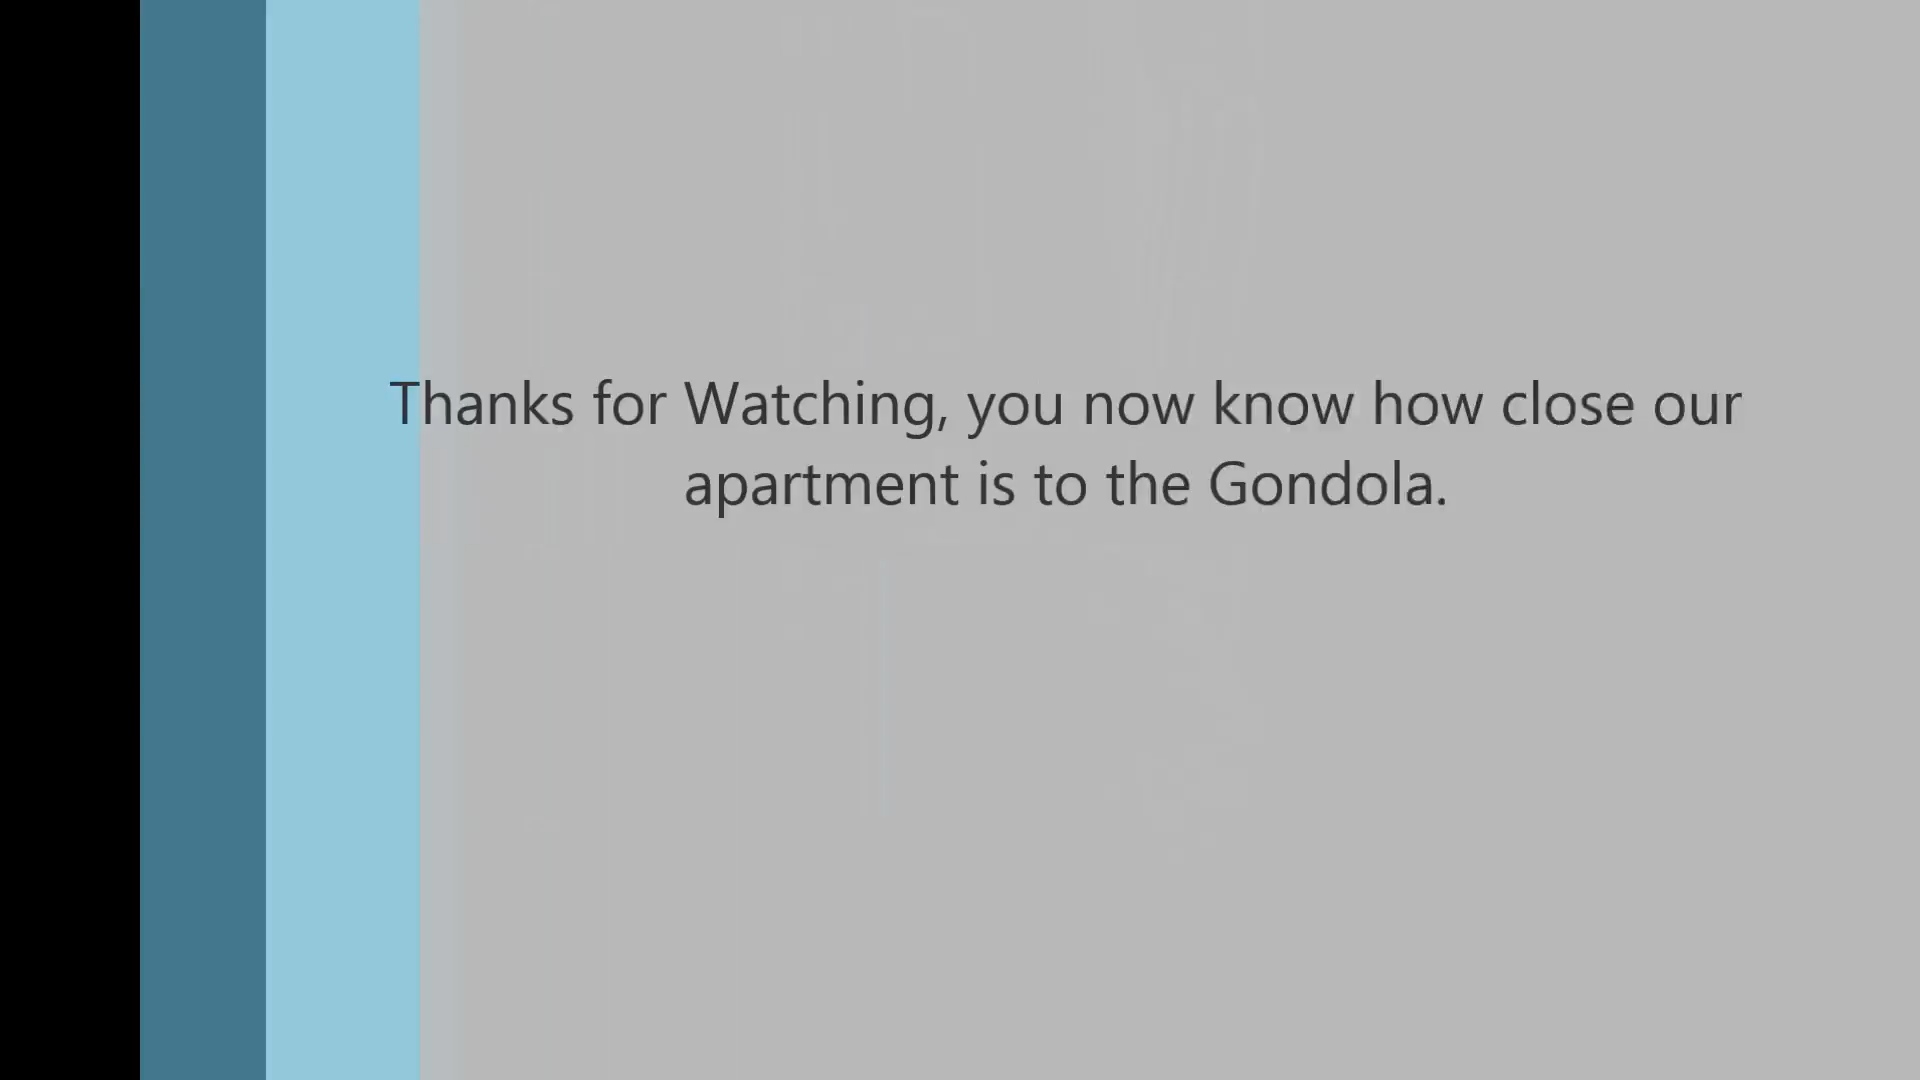 Thanks for Watching, you now know how close our
apartment is to the Gondola.